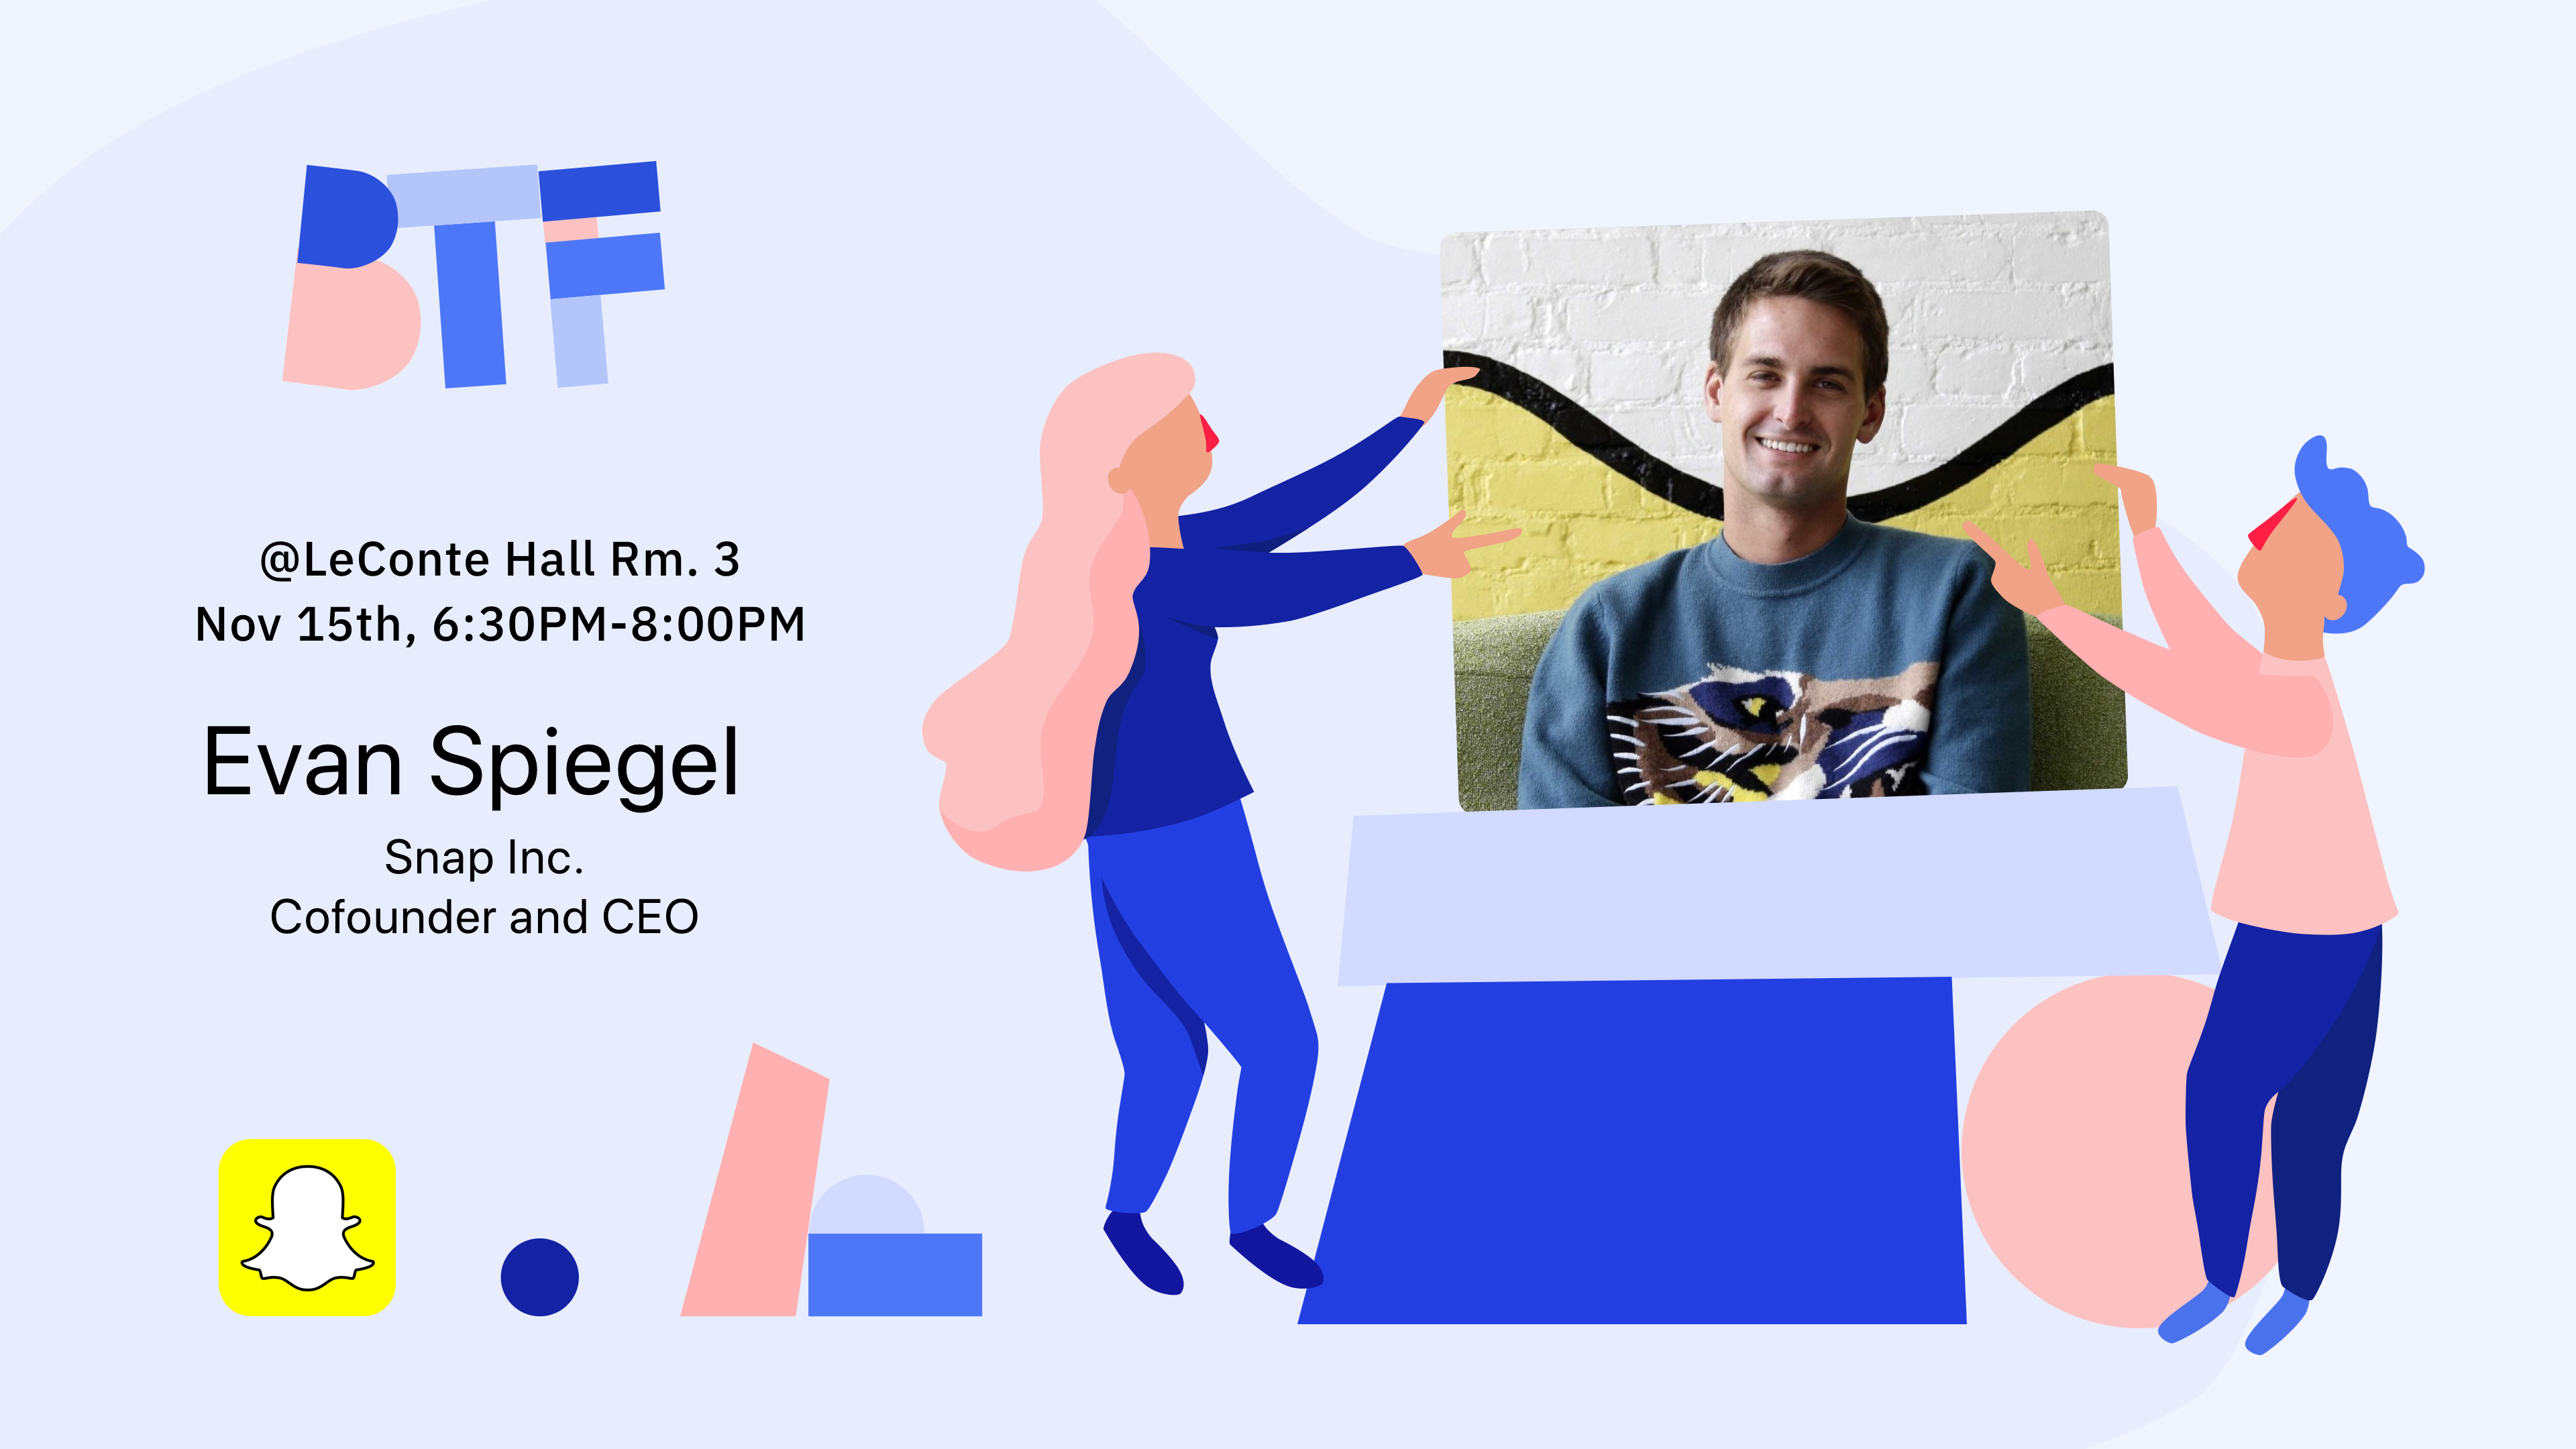 BTF
@LeConte Hall Rm. 3
Nov 15th, 6:30PM-8:00PM
Evan Spiegel
Snap Inc.
Cofounder and CEO